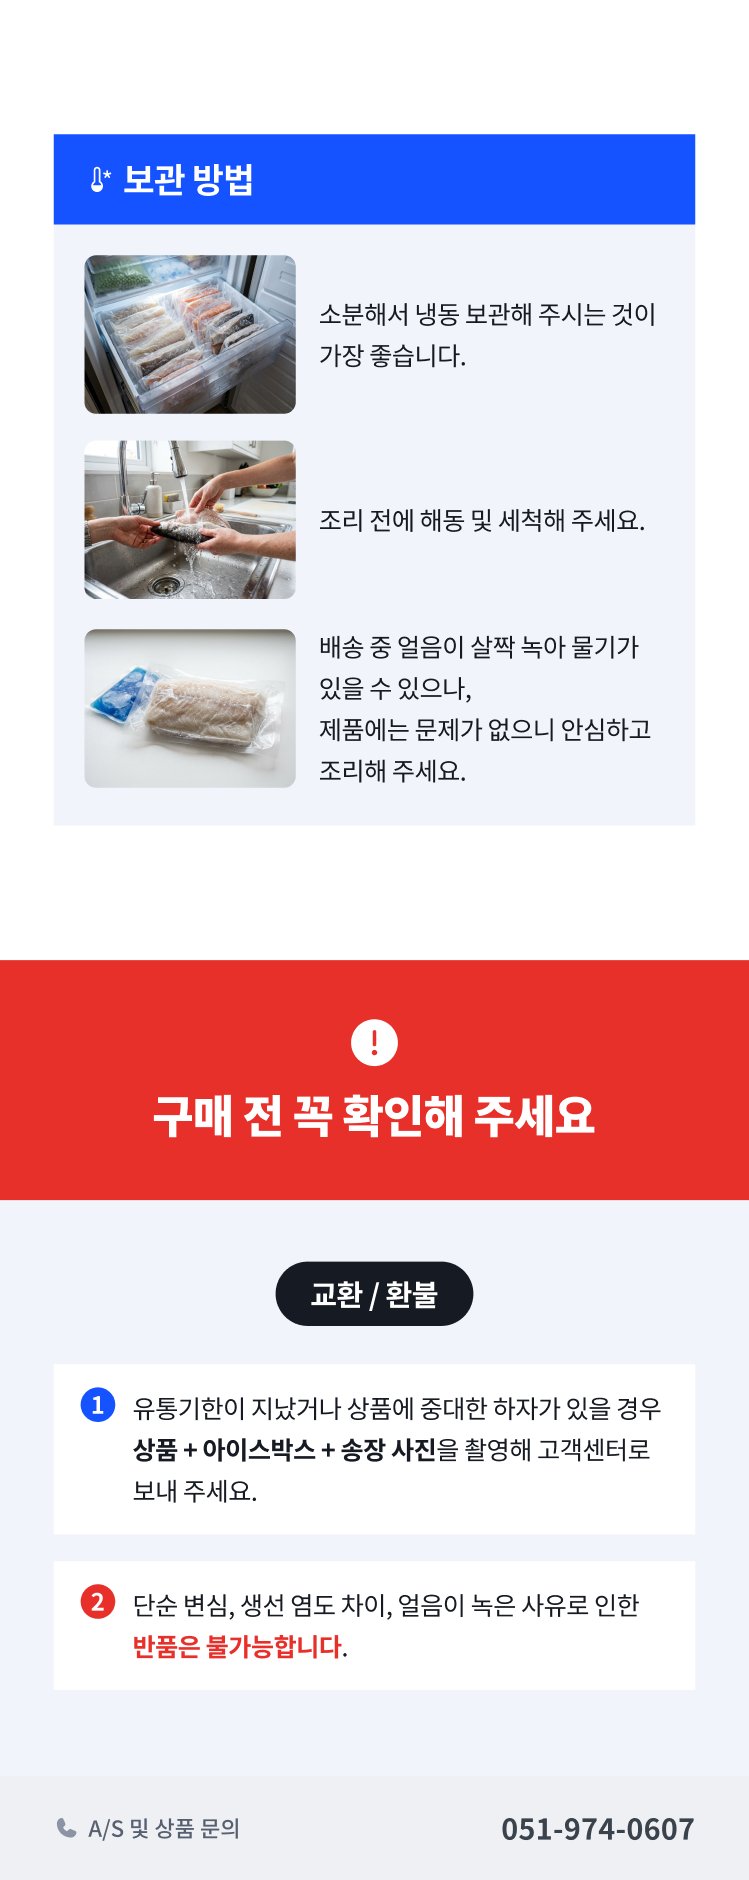 보관 방법
소분해서 냉동 보관해 주시는 것이
가장 좋습니다.
조리 전에 해동 및 세척해 주세요.
배송 중 얼음이 살짝 녹아 물기가
있을 수 있으나,
제품에는 문제가 없으니 안심하고
조리해 주세요.
구매 전 꼭 확인해 주세요
교환 / 환불
1 유통기한이 지났거나 상품에 중대한 하자가 있을 경우
상품 + 아이스박스 + 송장 사진을 촬영해 고객센터로
보내 주세요.
2 단순 변심, 생선 염도 차이, 얼음이 녹은 사유로 인한
반품은 불가능합니다.
A/S 및 상품 문의 051-974-0607